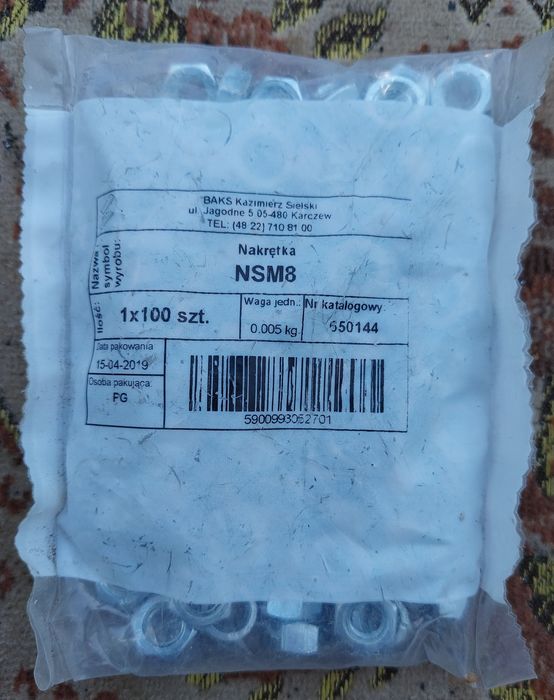 BAKS Kazimierz Sielski
ul. Jagodne 5 05-480 Karczew
TEL: (48 22) 710 81 00
Nazwa i
symbol
wyrobu:
Nakrętka
NSM8
Ilość:
1x100 szt.
Waga jedn.:
0.005 kg
Nr katalogowy:
650144
Data pakowania
15-04-2019
Osoba pakująca:
PG
5900993052701